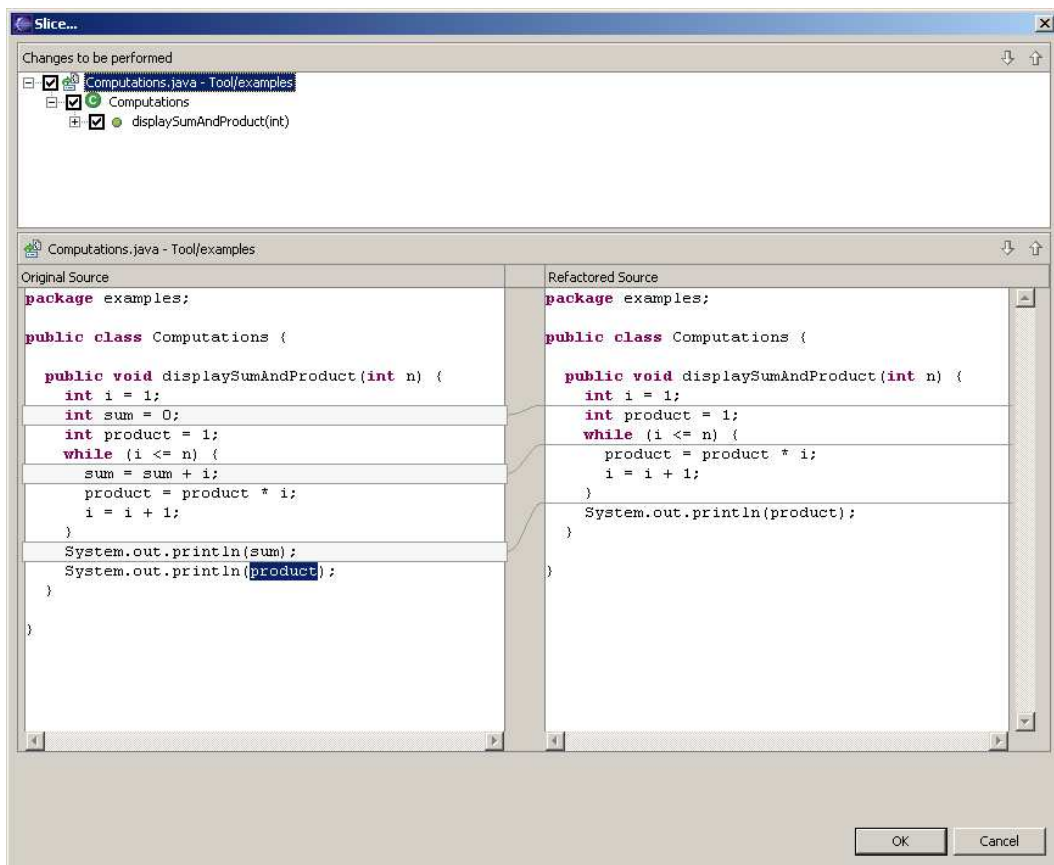 Slice...
Changes to be performed
Computations.java - Tool/examples
Computations
displaySumAndProduct(int)
Computations.java - Tool/examples
Original Source
package examples;
public class Computations {
public void displaySumAndProduct(int n) {
int i = 1;
int sum = 0;
int product = 1;
while (i <= n) {
sum = sum + i;
product = product * i;
i = i + 1;
}
System.out.println(sum);
System.out.println(product);
}
}
Refactored Source
package examples;
public class Computations {
public void displaySumAndProduct(int n) {
int i = 1;
int product = 1;
while (i <= n) {
product = product * i;
i = i + 1;
}
System.out.println(product);
}
}
OK
Cancel